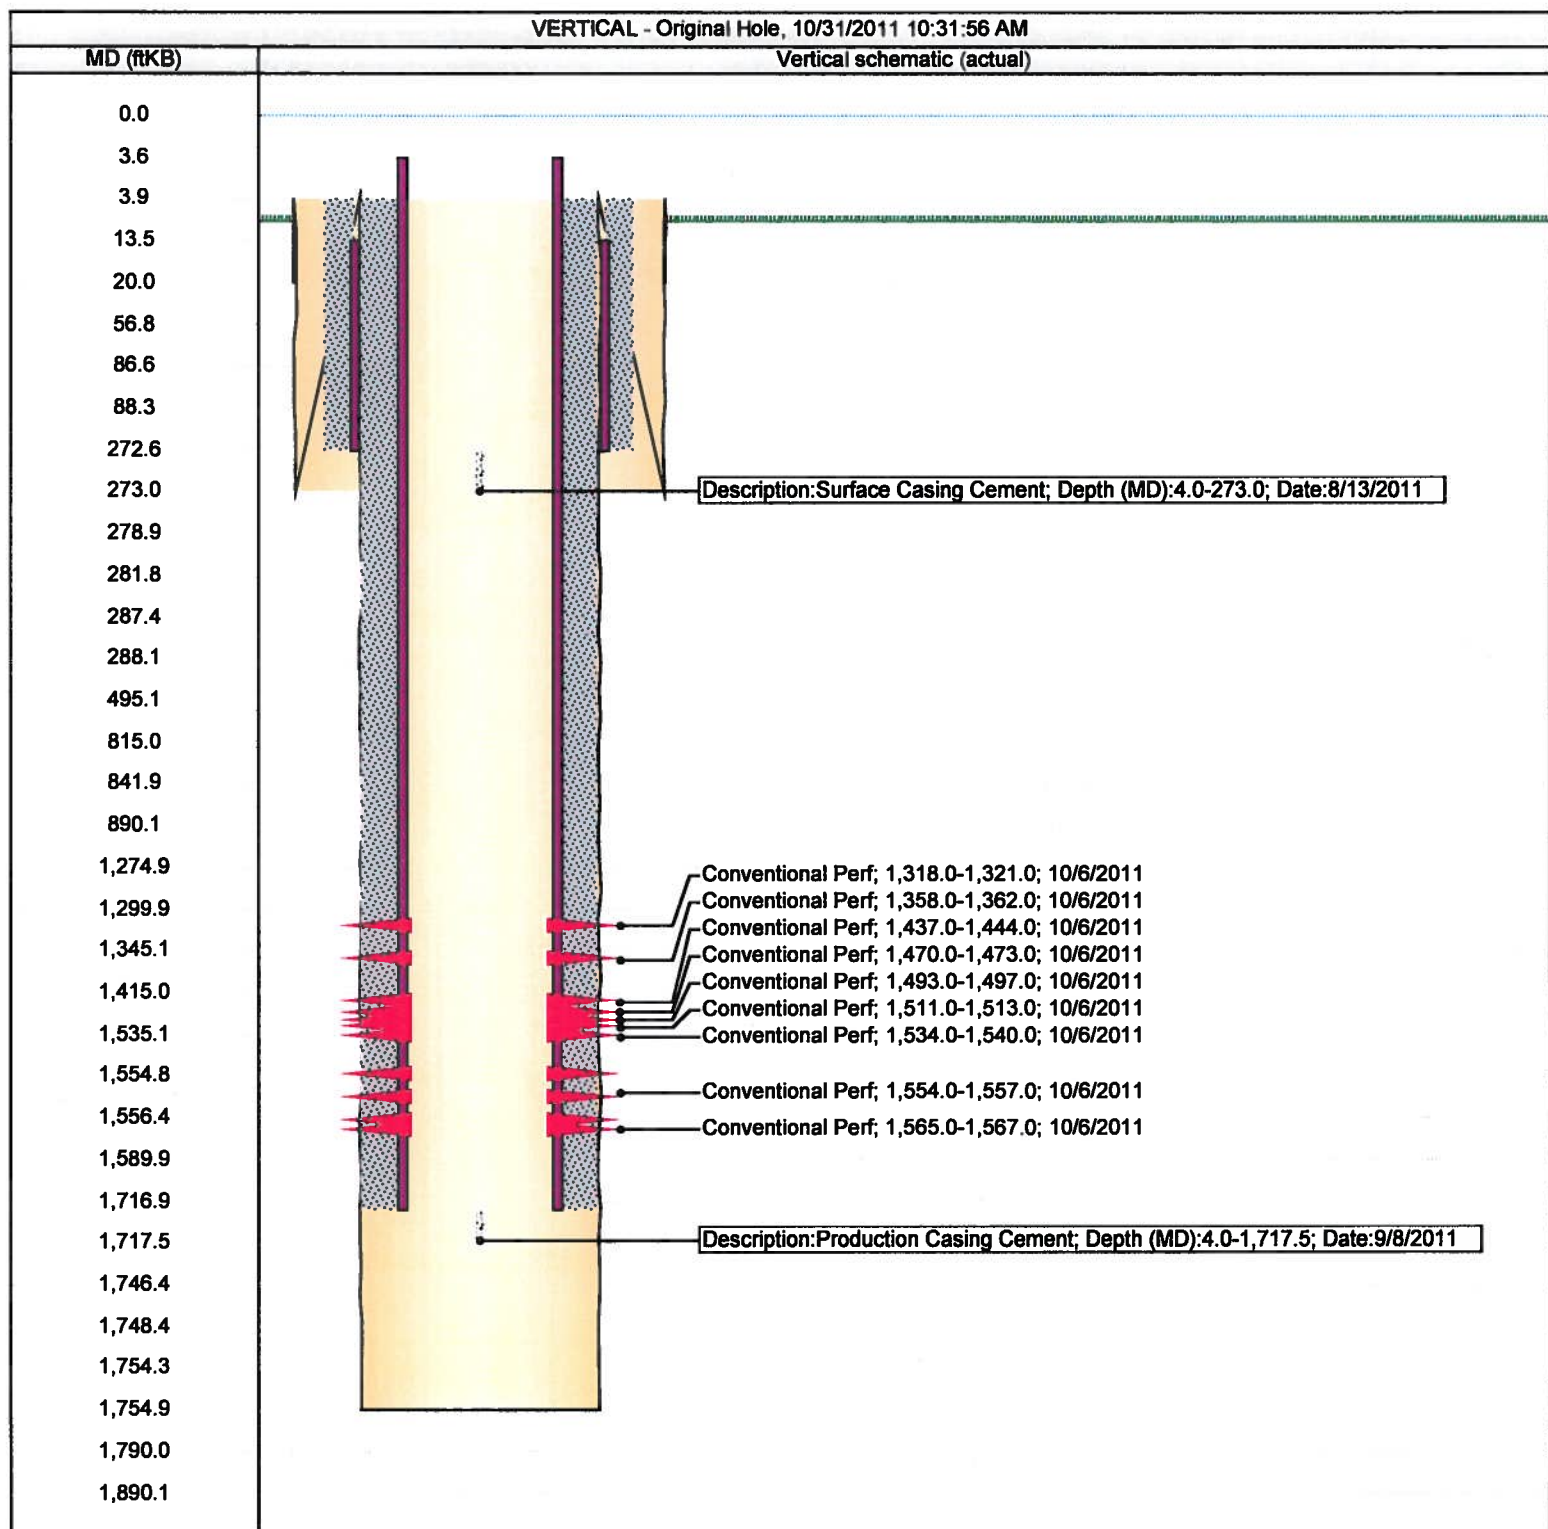 VERTICAL - Original Hole, 10/31/2011 10:31:56 AM
MD (ftKB)
Vertical schematic (actual)
0.0
3.6
3.9
13.5
20.0
56.8
86.6
88.3
272.6
273.0
Description:Surface Casing Cement; Depth (MD):4.0-273.0; Date:8/13/2011
278.9
281.8
287.4
288.1
495.1
815.0
841.9
890.1
1,274.9
Conventional Perf; 1,318.0-1,321.0; 10/6/2011
Conventional Perf; 1,358.0-1,362.0; 10/6/2011
1,299.9
Conventional Perf; 1,437.0-1,444.0; 10/6/2011
1,345.1
Conventional Perf; 1,470.0-1,473.0; 10/6/2011
Conventional Perf; 1,493.0-1,497.0; 10/6/2011
1,415.0
Conventional Perf; 1,511.0-1,513.0; 10/6/2011
1,535.1
Conventional Perf; 1,534.0-1,540.0; 10/6/2011
1,554.8
Conventional Perf; 1,554.0-1,557.0; 10/6/2011
1,556.4
Conventional Perf; 1,565.0-1,567.0; 10/6/2011
1,589.9
1,716.9
1,717.5
Description:Production Casing Cement; Depth (MD):4.0-1,717.5; Date:9/8/2011
1,746.4
1,748.4
1,754.3
1,754.9
1,790.0
1,890.1